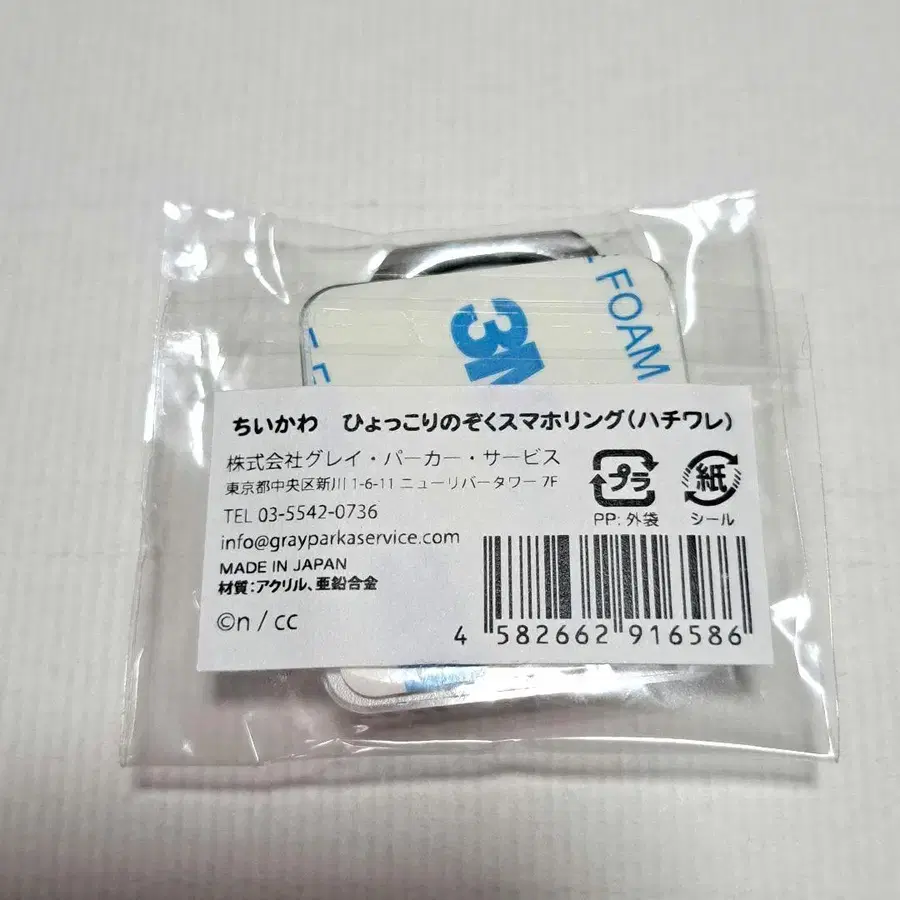 FOAM
3M
ちいかわ ひょっこりのぞくスマホリング(ハチワレ)
株式会社グレイ・パーカー・サービス
東京都中央区新川 1-6-11 ニューリバータワー 7F
TEL 03-5542-0736
info@grayparkaservice.com
MADE IN JAPAN
材質:アクリル、亜鉛合金
©n / cc
プラ
PP: 外袋
紙
シール
4 582662 916586